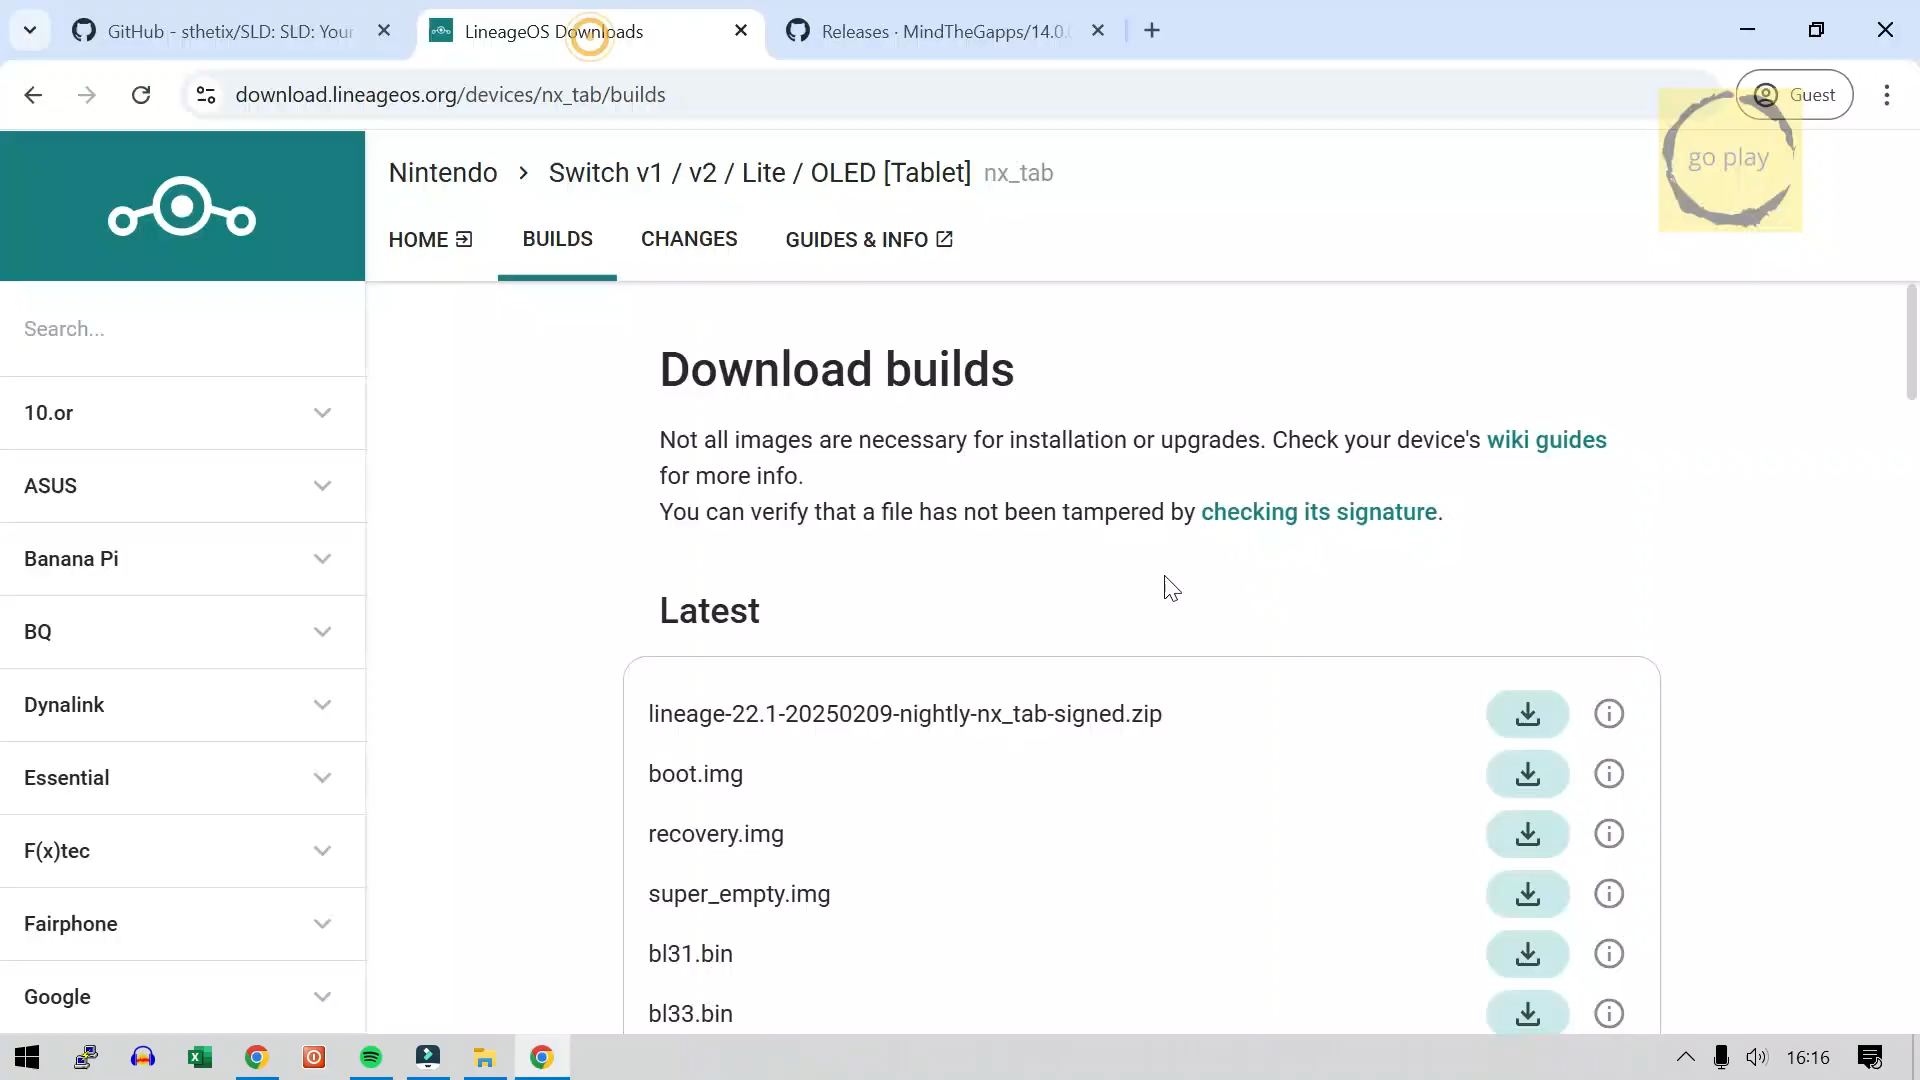 GitHub - sthetix/SLD: SLD: Your
LineageOS Downloads
Releases · MindTheGapps/14.0.
download.lineageos.org/devices/nx_tab/builds
Guest
go play
Nintendo > Switch v1 / v2 / Lite / OLED [Tablet] nx_tab
HOME
BUILDS
CHANGES
GUIDES & INFO
Search...
10.or
ASUS
Banana Pi
BQ
Dynalink
Essential
F(x)tec
Fairphone
Google
Download builds
Not all images are necessary for installation or upgrades. Check your device's wiki guides
for more info.
You can verify that a file has not been tampered by checking its signature.
Latest
lineage-22.1-20250209-nightly-nx_tab-signed.zip
boot.img
recovery.img
super_empty.img
bl31.bin
bl33.bin
16:16